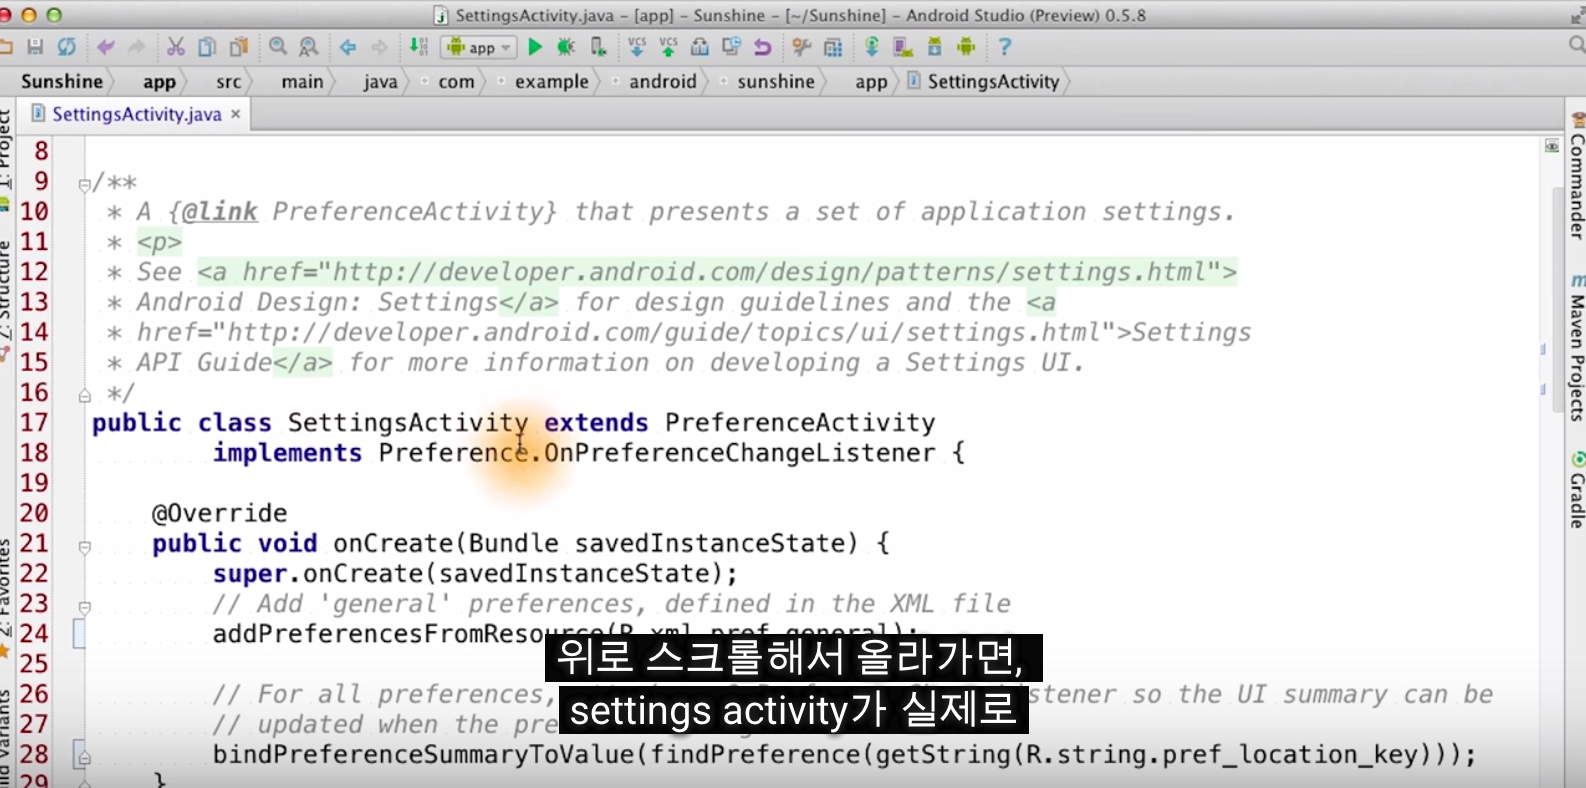 SettingsActivity.java – [app] – Sunshine – [~/Sunshine] – Android Studio (Preview) 0.5.8
app
VCS VCS
?
Sunshine app src main java com example android sunshine app SettingsActivity
SettingsActivity.java ×
1: Project
Z: Structure
2: Favorites
ild Variants
Commander
Maven Projects
Gradle
8
9 /**
10 * A {@link PreferenceActivity} that presents a set of application settings.
11 * <p>
12 * See <a href="http://developer.android.com/design/patterns/settings.html">
13 * Android Design: Settings</a> for design guidelines and the <a
14 * href="http://developer.android.com/guide/topics/ui/settings.html">Settings
15 * API Guide</a> for more information on developing a Settings UI.
16 */
17 public class SettingsActivity extends PreferenceActivity
18 implements Preference.OnPreferenceChangeListener {
19
20 @Override
21 public void onCreate(Bundle savedInstanceState) {
22 super.onCreate(savedInstanceState);
23 // Add 'general' preferences, defined in the XML file
24 addPreferencesFromResource(R.xml.pref_general);
25
26 // For all preferences, istener so the UI summary can be
27 // updated when the pre
28 bindPreferenceSummaryToValue(findPreference(getString(R.string.pref_location_key)));
29 }
위로 스크롤해서 올라가면,
settings activity가 실제로